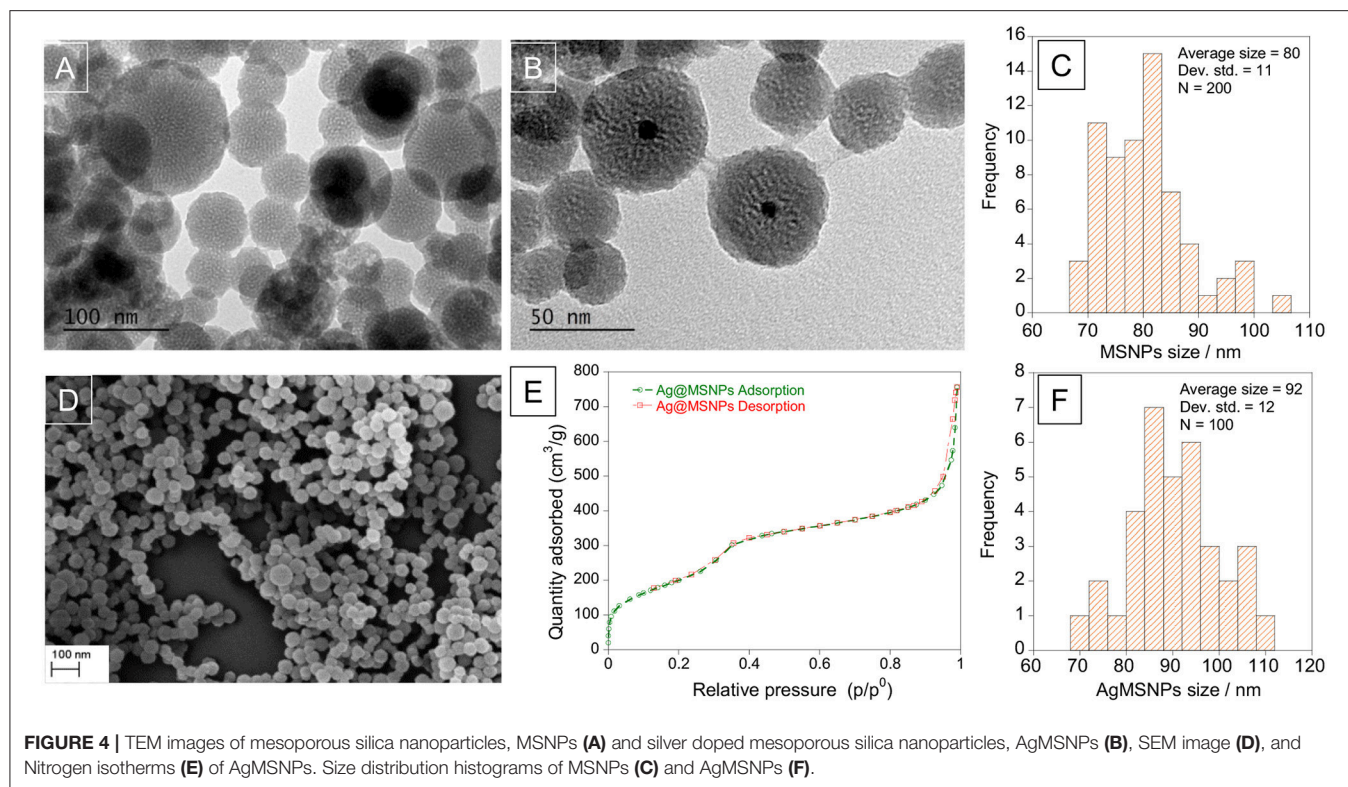 A
100 nm
B
50 nm
C
Average size = 80
Dev. std. = 11
N = 200
Frequency
16
14
12
10
8
6
4
2
0
60 70 80 90 100 110
MSNPs size / nm
D
100 nm
E
Ag@MSNPs Adsorption
Ag@MSNPs Desorption
Quantity adsorbed (cm³/g)
800
700
600
500
400
300
200
100
0
0 0.2 0.4 0.6 0.8 1
Relative pressure (p/p⁰)
F
Average size = 92
Dev. std. = 12
N = 100
Frequency
8
7
6
5
4
3
2
1
0
60 70 80 90 100 110 120
AgMSNPs size / nm
FIGURE 4 | TEM images of mesoporous silica nanoparticles, MSNPs (A) and silver doped mesoporous silica nanoparticles, AgMSNPs (B), SEM image (D), and
Nitrogen isotherms (E) of AgMSNPs. Size distribution histograms of MSNPs (C) and AgMSNPs (F).